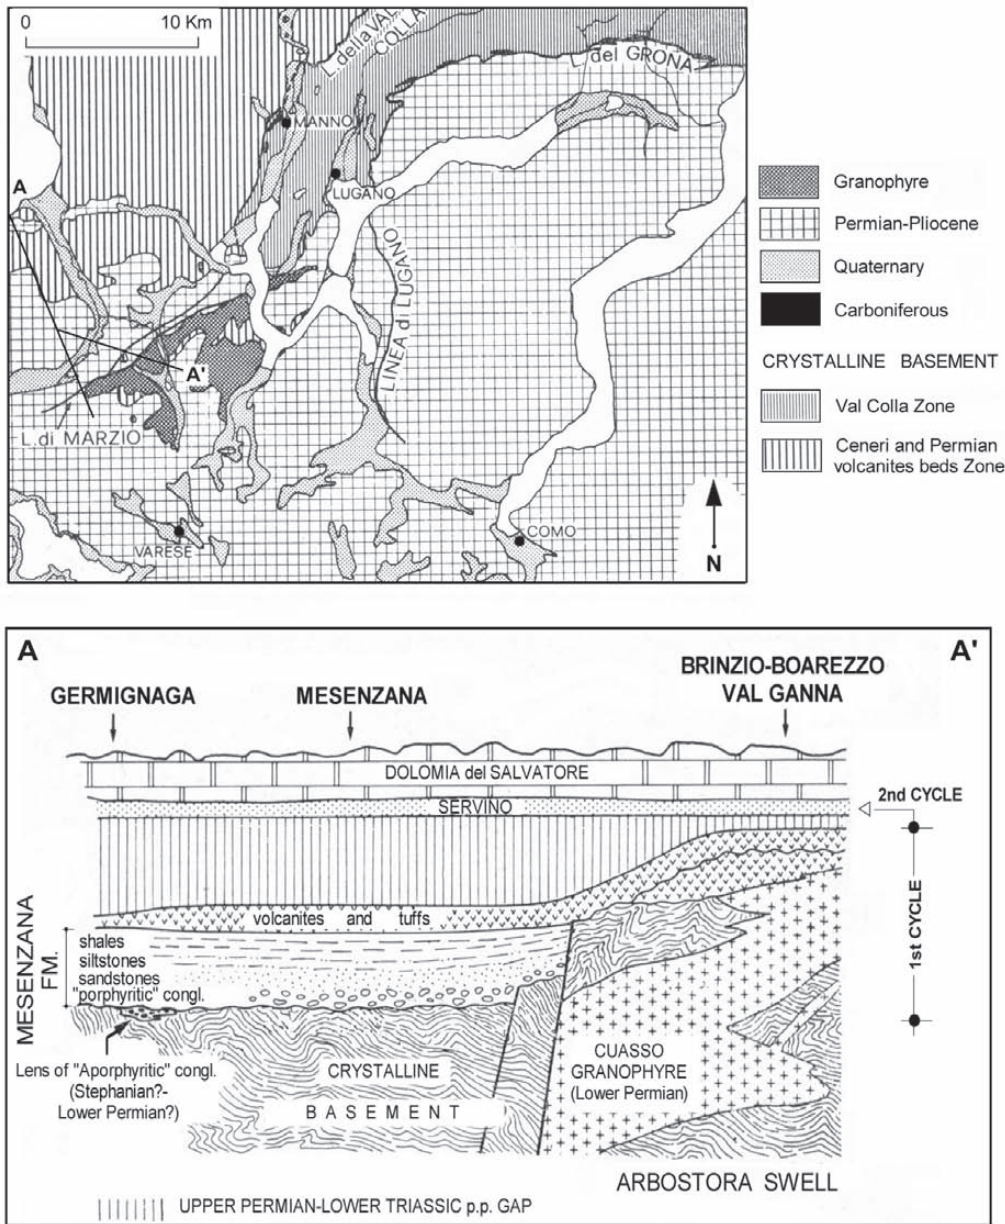 0 10 Km
L. della VAL
COLLA
L. del GRONA
MANNO
A
LUGANO
LINEA di LUGANO
A'
L. di MARZIO
VARESE
COMO
N
Granophyre
Permian-Pliocene
Quaternary
Carboniferous
CRYSTALLINE BASEMENT
Val Colla Zone
Ceneri and Permian
volcanites beds Zone
A
A'
GERMIGNAGA
MESENZANA
BRINZIO-BOAREZZO
VAL GANNA
DOLOMIA del SALVATORE
SERVINO
2nd CYCLE
1st CYCLE
volcanites and tuffs
MESENZANA
FM.
shales
siltstones
sandstones
"porphyritic" congl.
Lens of "Aporphyritic" congl.
(Stephanian?-
Lower Permian?)
CRYSTALLINE
BASEMENT
CUASSO
GRANOPHYRE
(Lower Permian)
ARBOSTORA SWELL
UPPER PERMIAN-LOWER TRIASSIC p.p. GAP